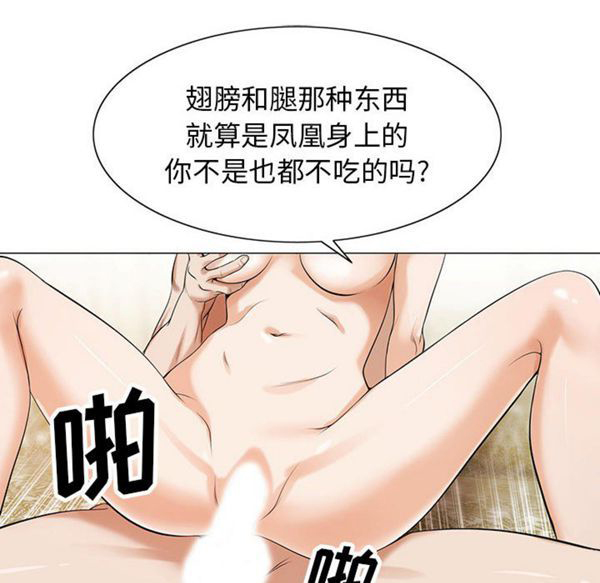 翅膀和腿那种东西
就算是凤凰身上的
你不是也都不吃的吗?
啪
啪